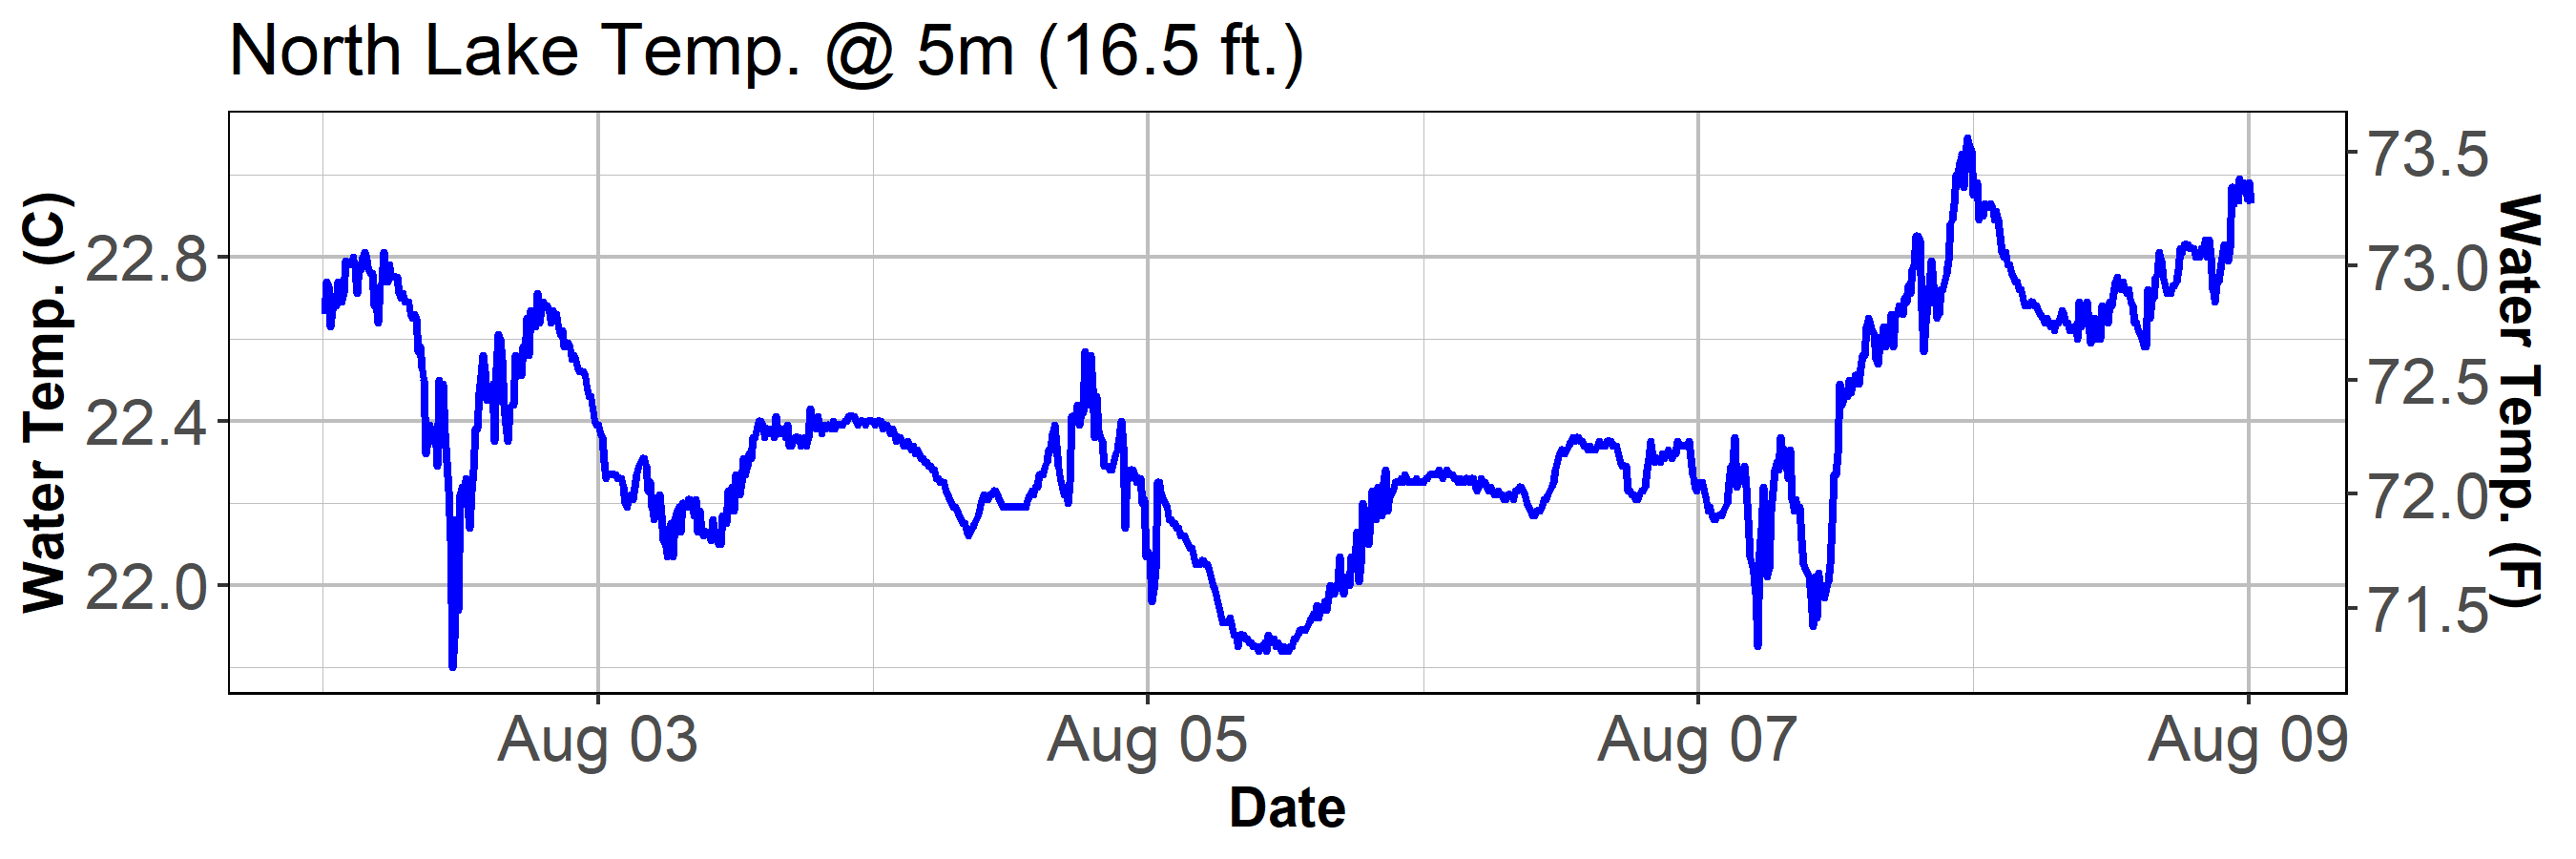 North Lake Temp. @ 5m (16.5 ft.)
Water Temp. (C)
22.8
22.4
22.0
73.5
73.0
72.5
72.0
71.5
Water Temp. (F)
Aug 03 Aug 05 Aug 07 Aug 09
Date